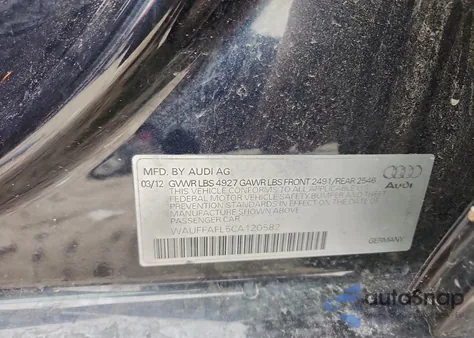 MFD. BY AUDI AG
03/12 GVWR LBS 4927 GAWR LBS FRONT 2491/REAR 2546
THIS VEHICLE CONFORMS TO ALL APPLICABLE
FEDERAL MOTOR VEHICLE SAFETY BUMPER AND THEFT
PREVENTION STANDARDS IN EFFECT ON THE DATE OF
MANUFACTURE SHOWN ABOVE.
PASSENGER CAR
Audi
WAUFFAFL5CA120582
GERMANY
autoSnap